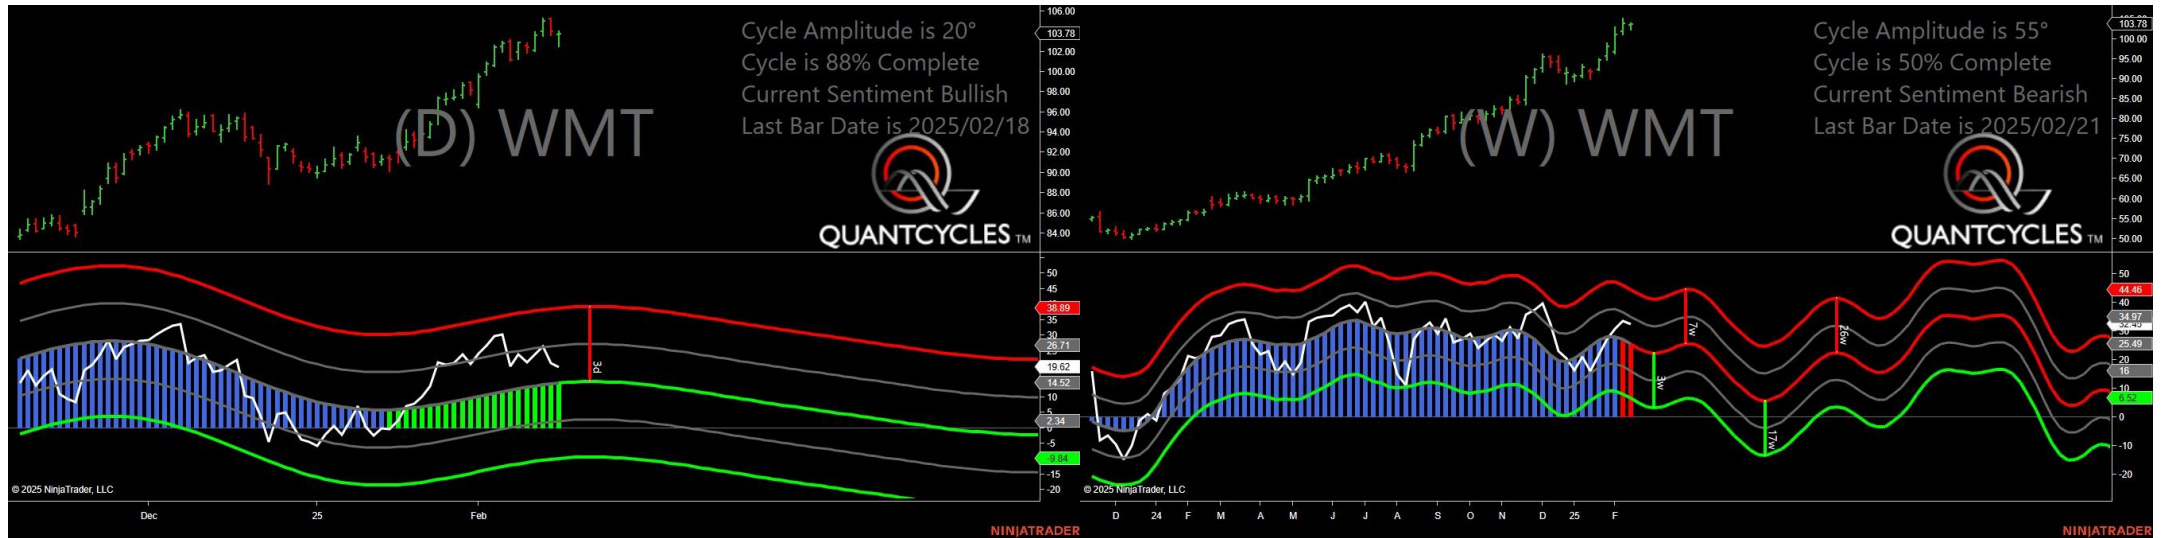 Cycle Amplitude is 20°
Cycle is 88% Complete
Current Sentiment Bullish
Last Bar Date is 2025/02/18
(D) WMT
QUANTCYCLES TM
106.00
103.78
102.00
100.00
98.00
96.00
94.00
92.00
90.00
88.00
86.00
84.00
50
45
38.89
35
30
26.71
19.62
14.52
10
5
2.34
-5
-9.84
-15
-20
3d
© 2025 NinjaTrader, LLC
Dec
25
Feb
NINJATRADER
Cycle Amplitude is 55°
Cycle is 50% Complete
Current Sentiment Bearish
Last Bar Date is 2025/02/21
(W) WMT
QUANTCYCLES TM
103.78
100.00
95.00
90.00
85.00
80.00
75.00
70.00
65.00
60.00
55.00
50.00
50
44.46
40
34.97
30
25.49
20
16
10
6.52
0
-10
-20
3w
7w
17w
26w
© 2025 NinjaTrader, LLC
D
24
F
M
A
M
J
J
A
S
O
N
D
25
F
NINJATRADER